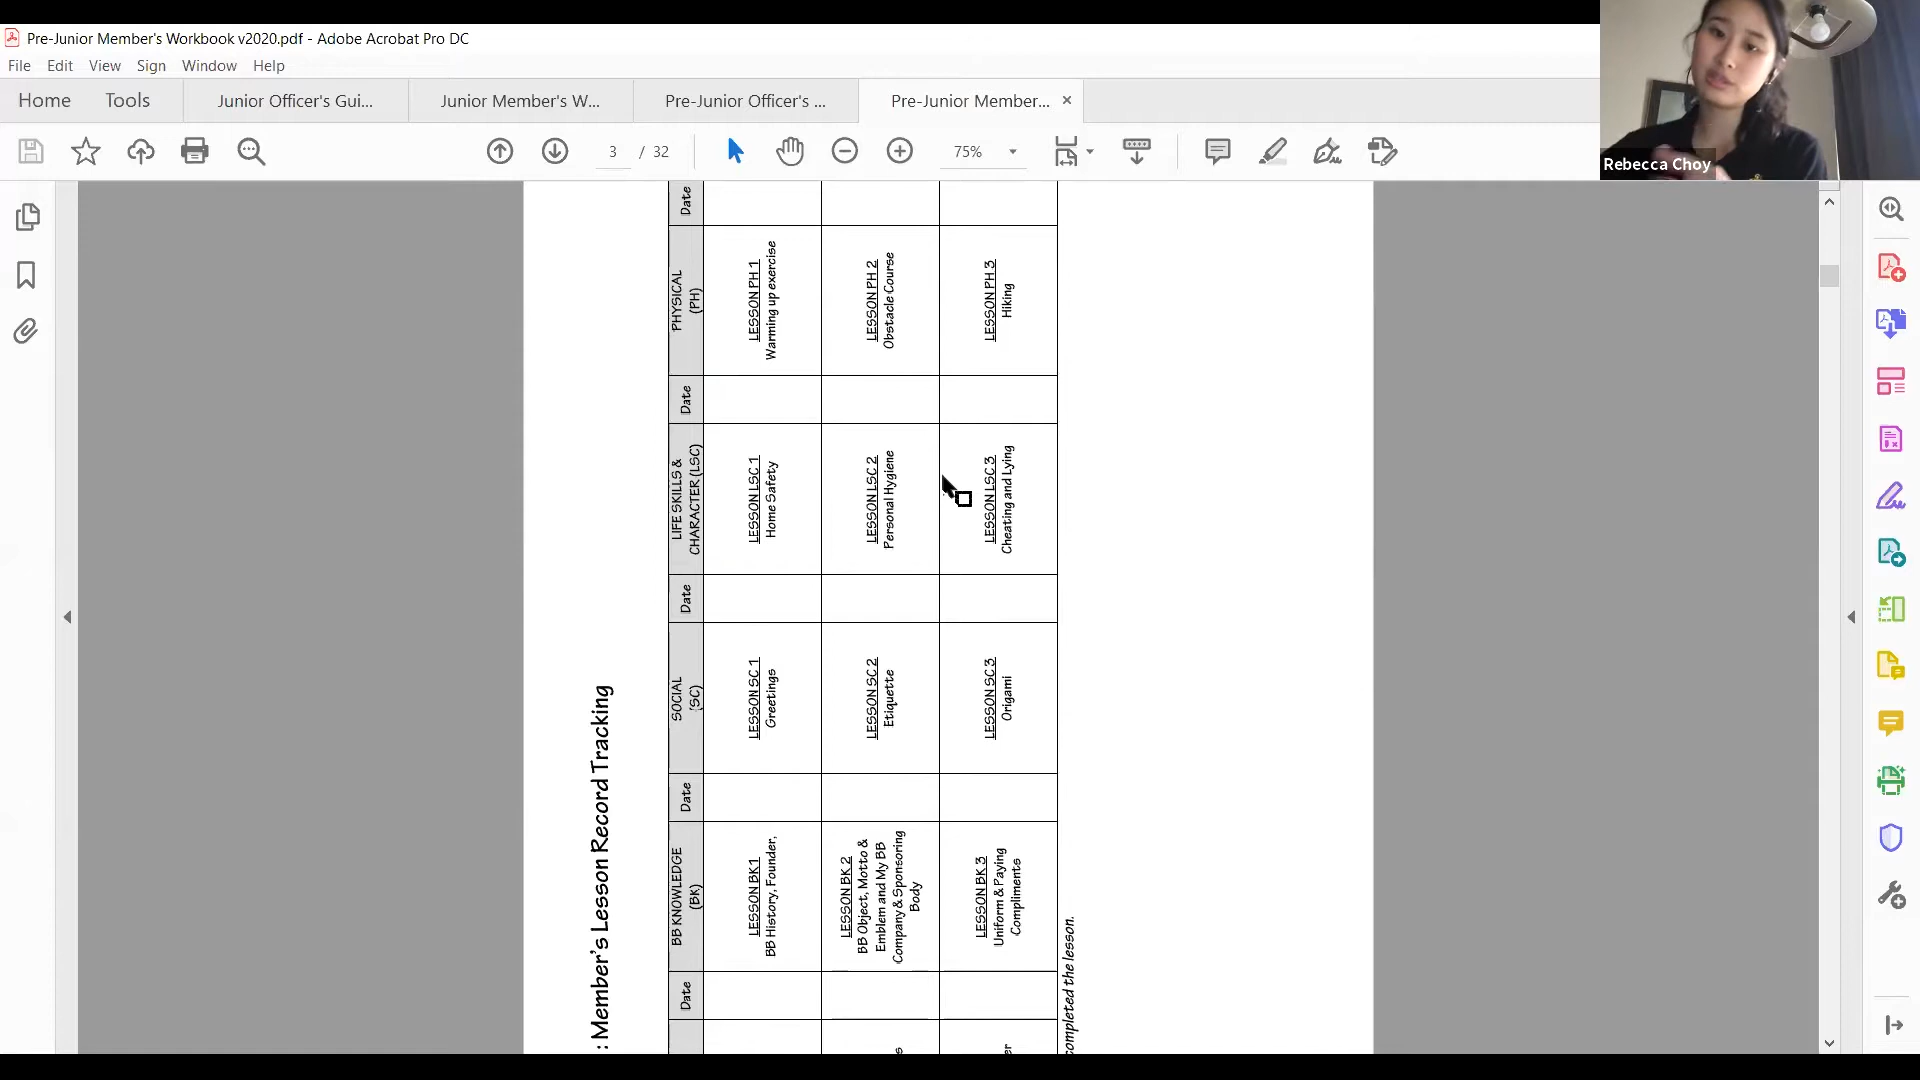 Pre-Junior Member's Workbook v2020.pdf - Adobe Acrobat Pro DC
File Edit View Sign Window Help
Home Tools Junior Officer's Gui... Junior Member's W... Pre-Junior Officer's ... Pre-Junior Member... ×
3 / 32 75%
Rebecca Choy
: Member's Lesson Record Tracking
Date
BB KNOWLEDGE
(BK)
Date
SOCIAL
(SC)
Date
LIFE SKILLS &
CHARACTER (LSC)
Date
PHYSICAL
(PH)
Date
LESSON BK1
BB History, Founder,
LESSON SC 1
Greetings
LESSON LSC 1
Home Safety
LESSON PH 1
Warming up exercise
LESSON BK 2
BB Object, Motto &
Emblem and My BB
Company & Sponsoring
Body
LESSON SC 2
Etiquette
LESSON LSC 2
Personal Hygiene
LESSON PH 2
Obstacle Course
LESSON BK 3
Uniform & Paying
Compliments
LESSON SC 3
Origami
LESSON LSC 3
Cheating and Lying
LESSON PH 3
Hiking
completed the lesson.